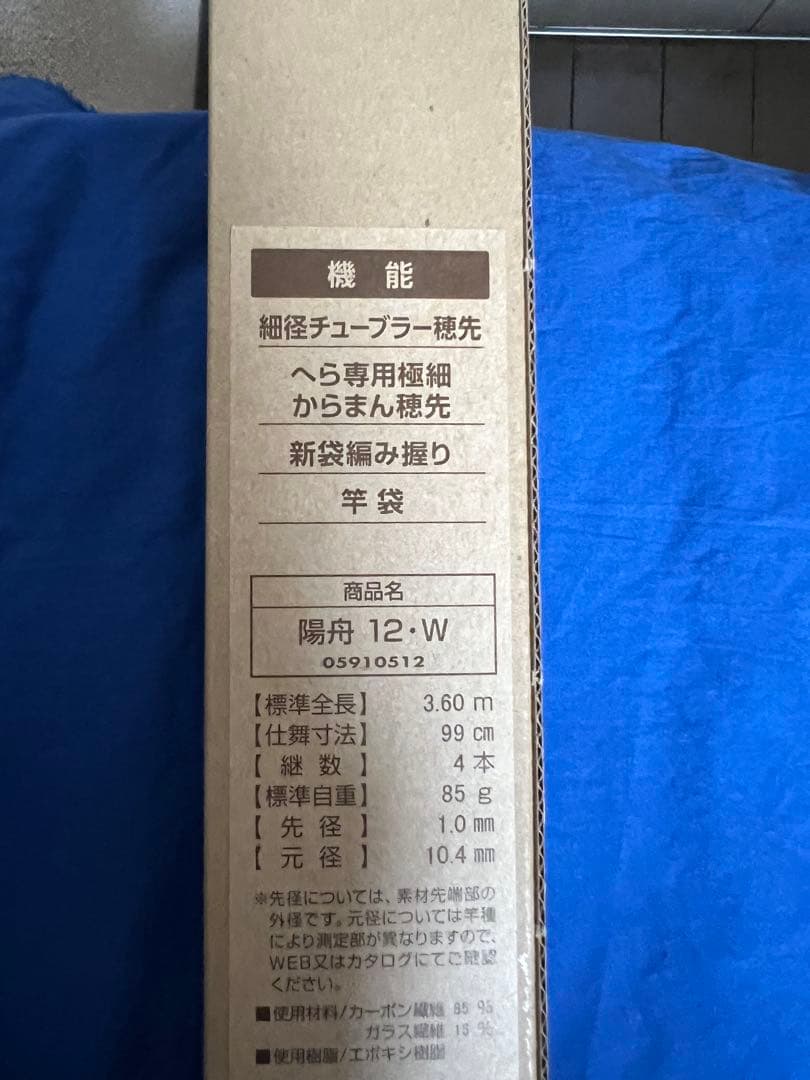 機能
細径チューブラー穂先
へら専用極細
からまん穂先
新袋編み握り
竿袋
商品名
陽舟 12・W
05910512
【標準全長】 3.60 m
【仕舞寸法】 99 cm
【継数】 4 本
【標準自重】 85 g
【先径】 1.0 mm
【元径】 10.4 mm
※先径については、素材先端部の
外径です。元径については竿種
により測定部が異なりますので、
WEB又はカタログにてご確認
ください。
■使用材料/カーボン繊維 85 %
ガラス繊維 15 %
■使用樹脂/エポキシ樹脂